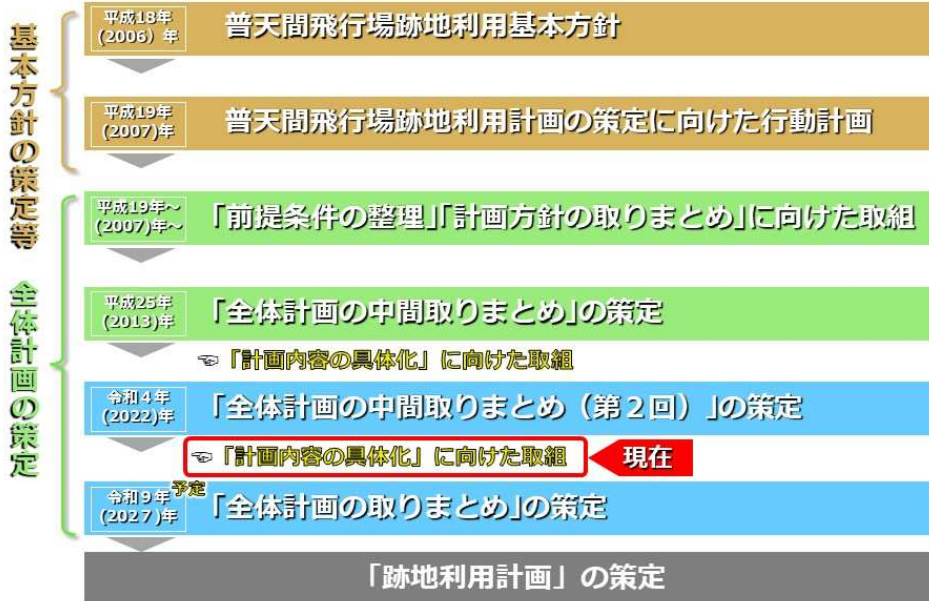 基本方針の策定等
平成18年
(2006）年
普天間飛行場跡地利用基本方針
平成19年
(2007)年
普天間飛行場跡地利用計画の策定に向けた行動計画
全体計画の策定
平成19年～
(2007)年～
「前提条件の整理」「計画方針の取りまとめ」に向けた取組
平成25年
(2013)年
「全体計画の中間取りまとめ」の策定
☜「計画内容の具体化」に向けた取組
令和４年
(2022)年
「全体計画の中間取りまとめ（第２回）」の策定
☜「計画内容の具体化」に向けた取組
現在
令和９年
予定
(2027)年
「全体計画の取りまとめ」の策定
「跡地利用計画」の策定